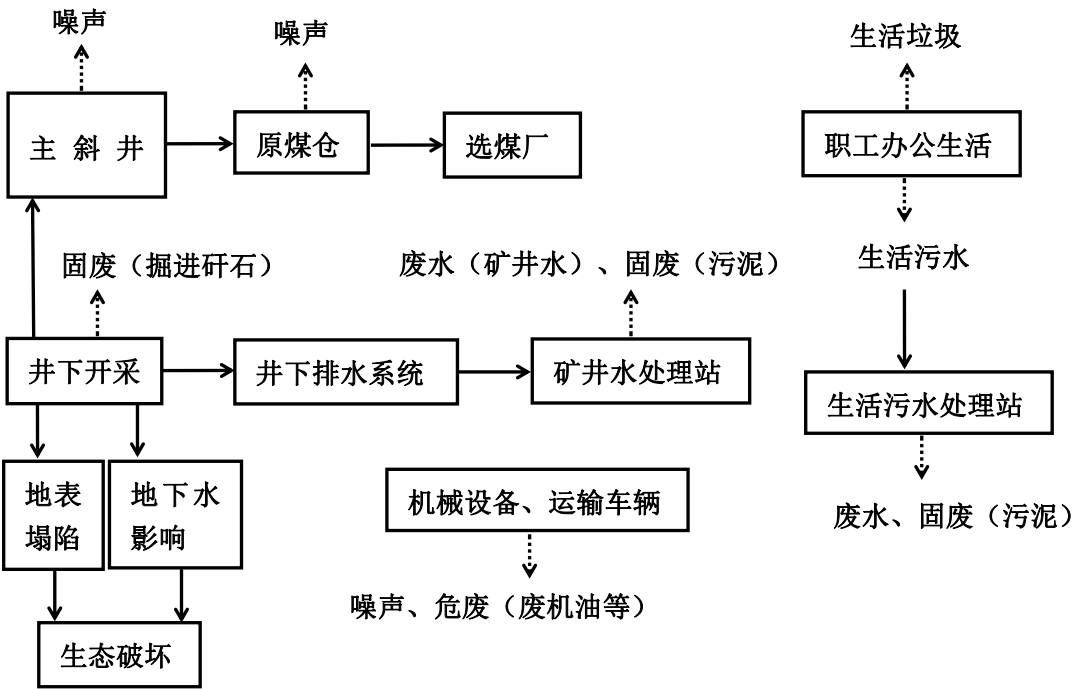 噪声
噪声
生活垃圾
主 斜 井
原煤仓
选煤厂
职工办公生活
固废（掘进矸石）
废水（矿井水）、固废（污泥）
生活污水
井下开采
井下排水系统
矿井水处理站
生活污水处理站
地表
塌陷
地下水
影响
机械设备、运输车辆
废水、固废（污泥）
噪声、危废（废机油等）
生态破坏